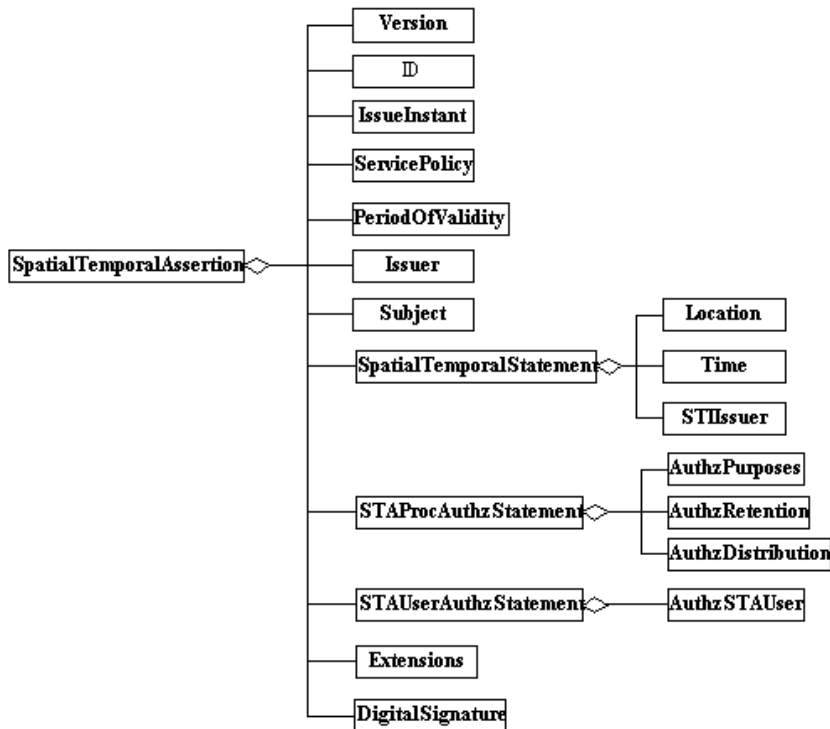 Version
ID
IssueInstant
ServicePolicy
PeriodOfValidity
SpatialTemporalAssertion
Issuer
Subject
SpatialTemporalStatement
Location
Time
STIIssuer
STAProcAuthzStatement
AuthzPurposes
AuthzRetention
AuthzDistribution
STAUserAuthzStatement
AuthzSTAUser
Extensions
DigitalSignature